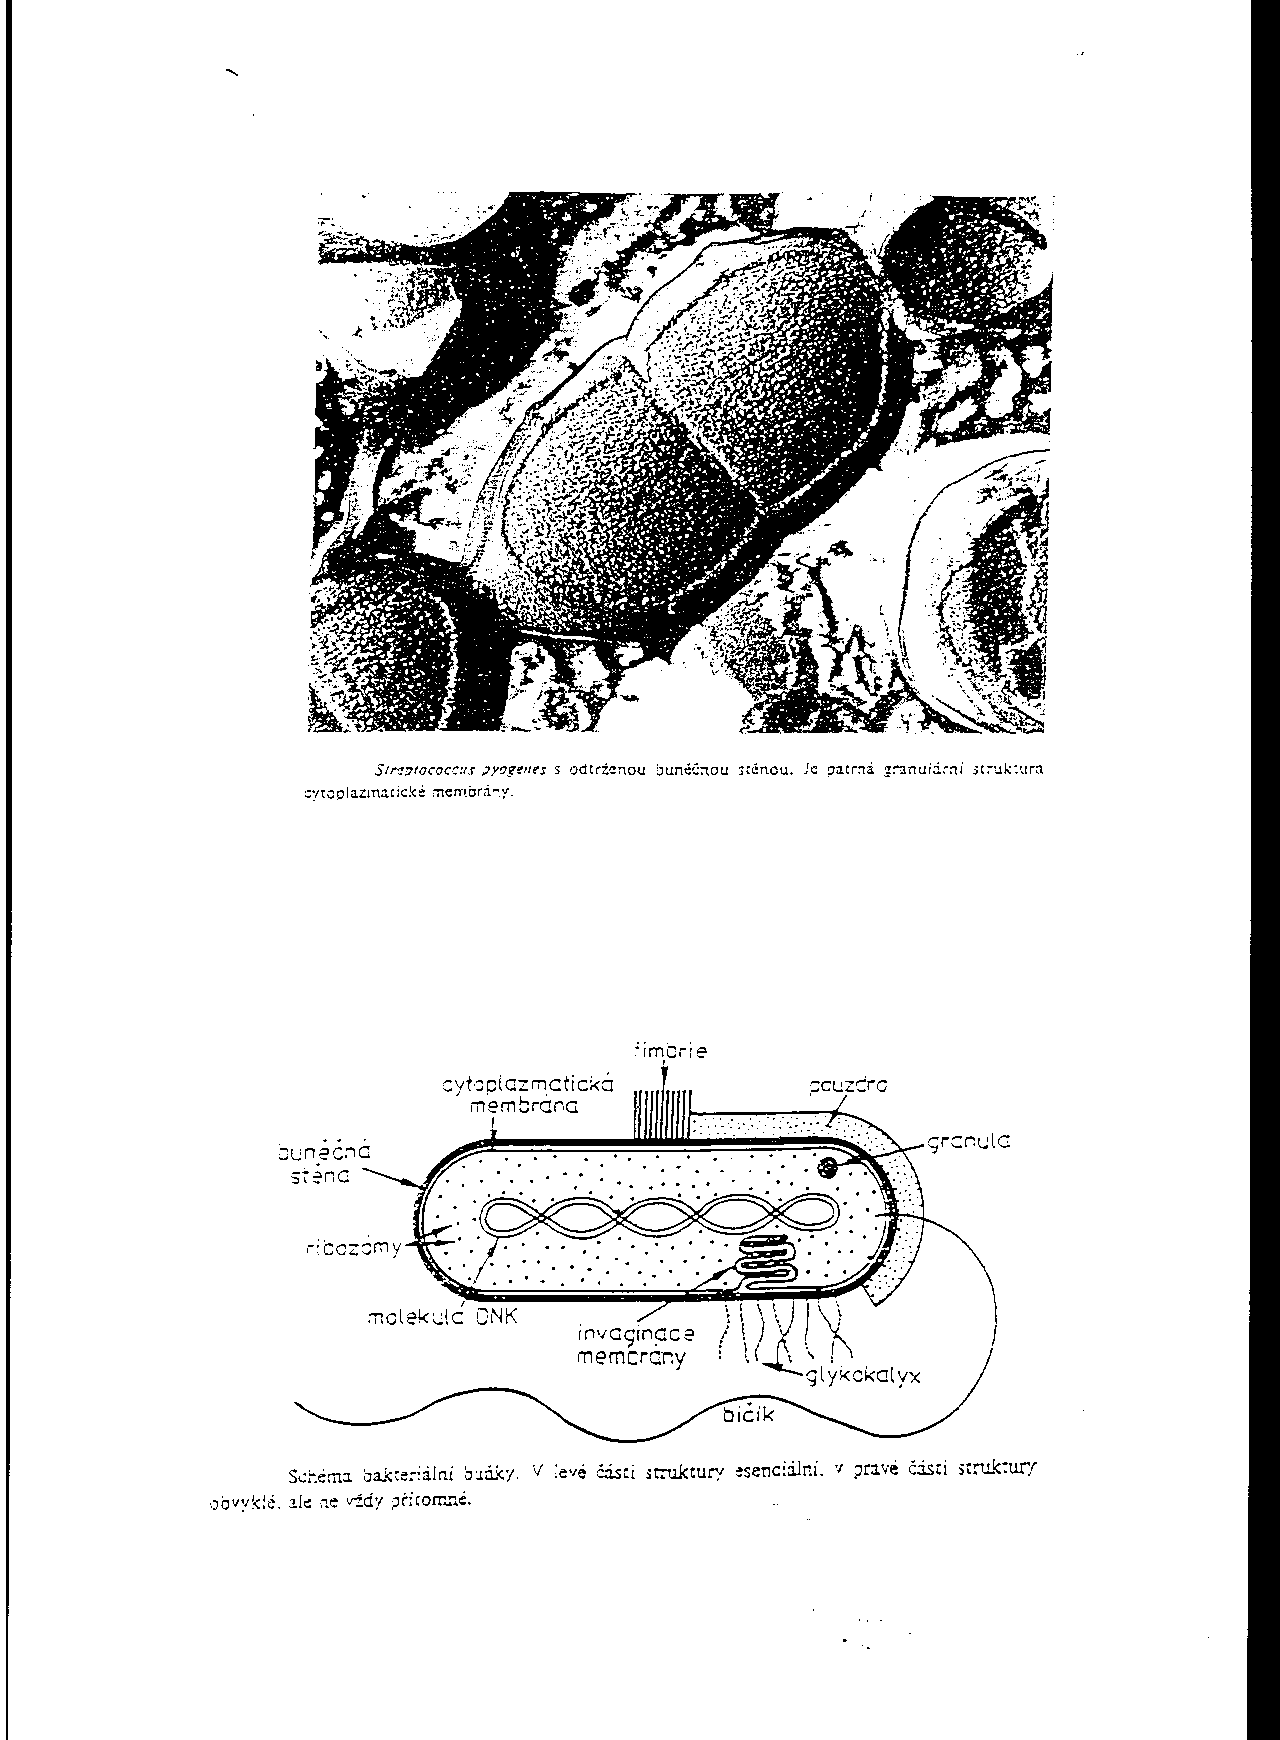 Streptococcus pyogenes s odtrženou buněčnou stěnou. Je patrná granulární struktura
cytoplazmatické membrány.
fimbrie
cytoplazmatická
membrána
pouzdro
granula
buněčná
stěna
ribozómy
molekula DNK
invaginace
membrány
glykokalyx
bičík
Schéma bakteriální buňky. V levé části struktury esenciální, v pravé části struktury
obvyklé, ale ne vždy přítomné.